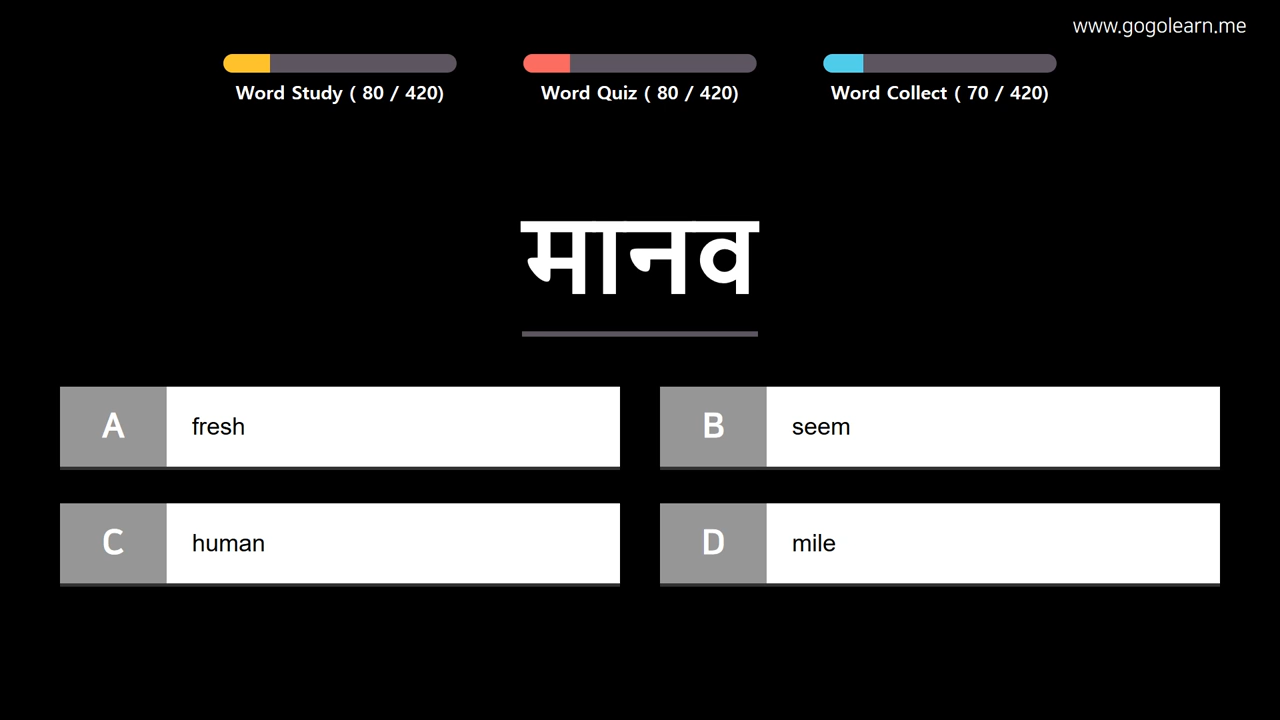 www.gogolearn.me
Word Study ( 80 / 420)
Word Quiz ( 80 / 420)
Word Collect ( 70 / 420)
मानव
A fresh
B seem
C human
D mile